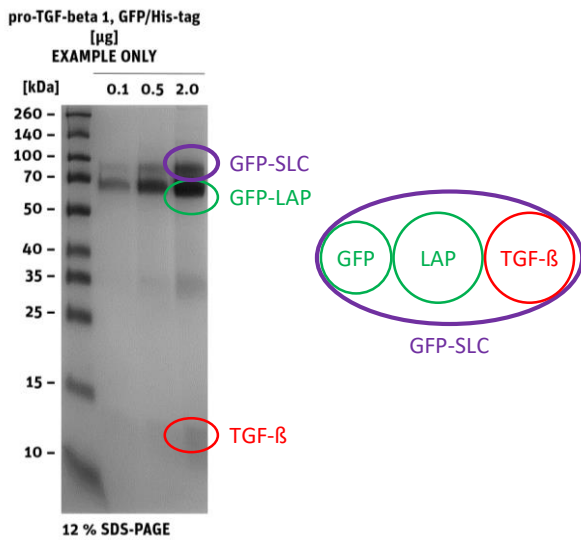 pro-TGF-beta 1, GFP/His-tag
[µg]
EXAMPLE ONLY
[kDa] 0.1 0.5 2.0
260 –
140 –
100 –
70 –
50 –
40 –
35 –
25 –
15 –
10 –
GFP-SLC
GFP-LAP
TGF-ß
12 % SDS-PAGE
GFP LAP TGF-ß
GFP-SLC